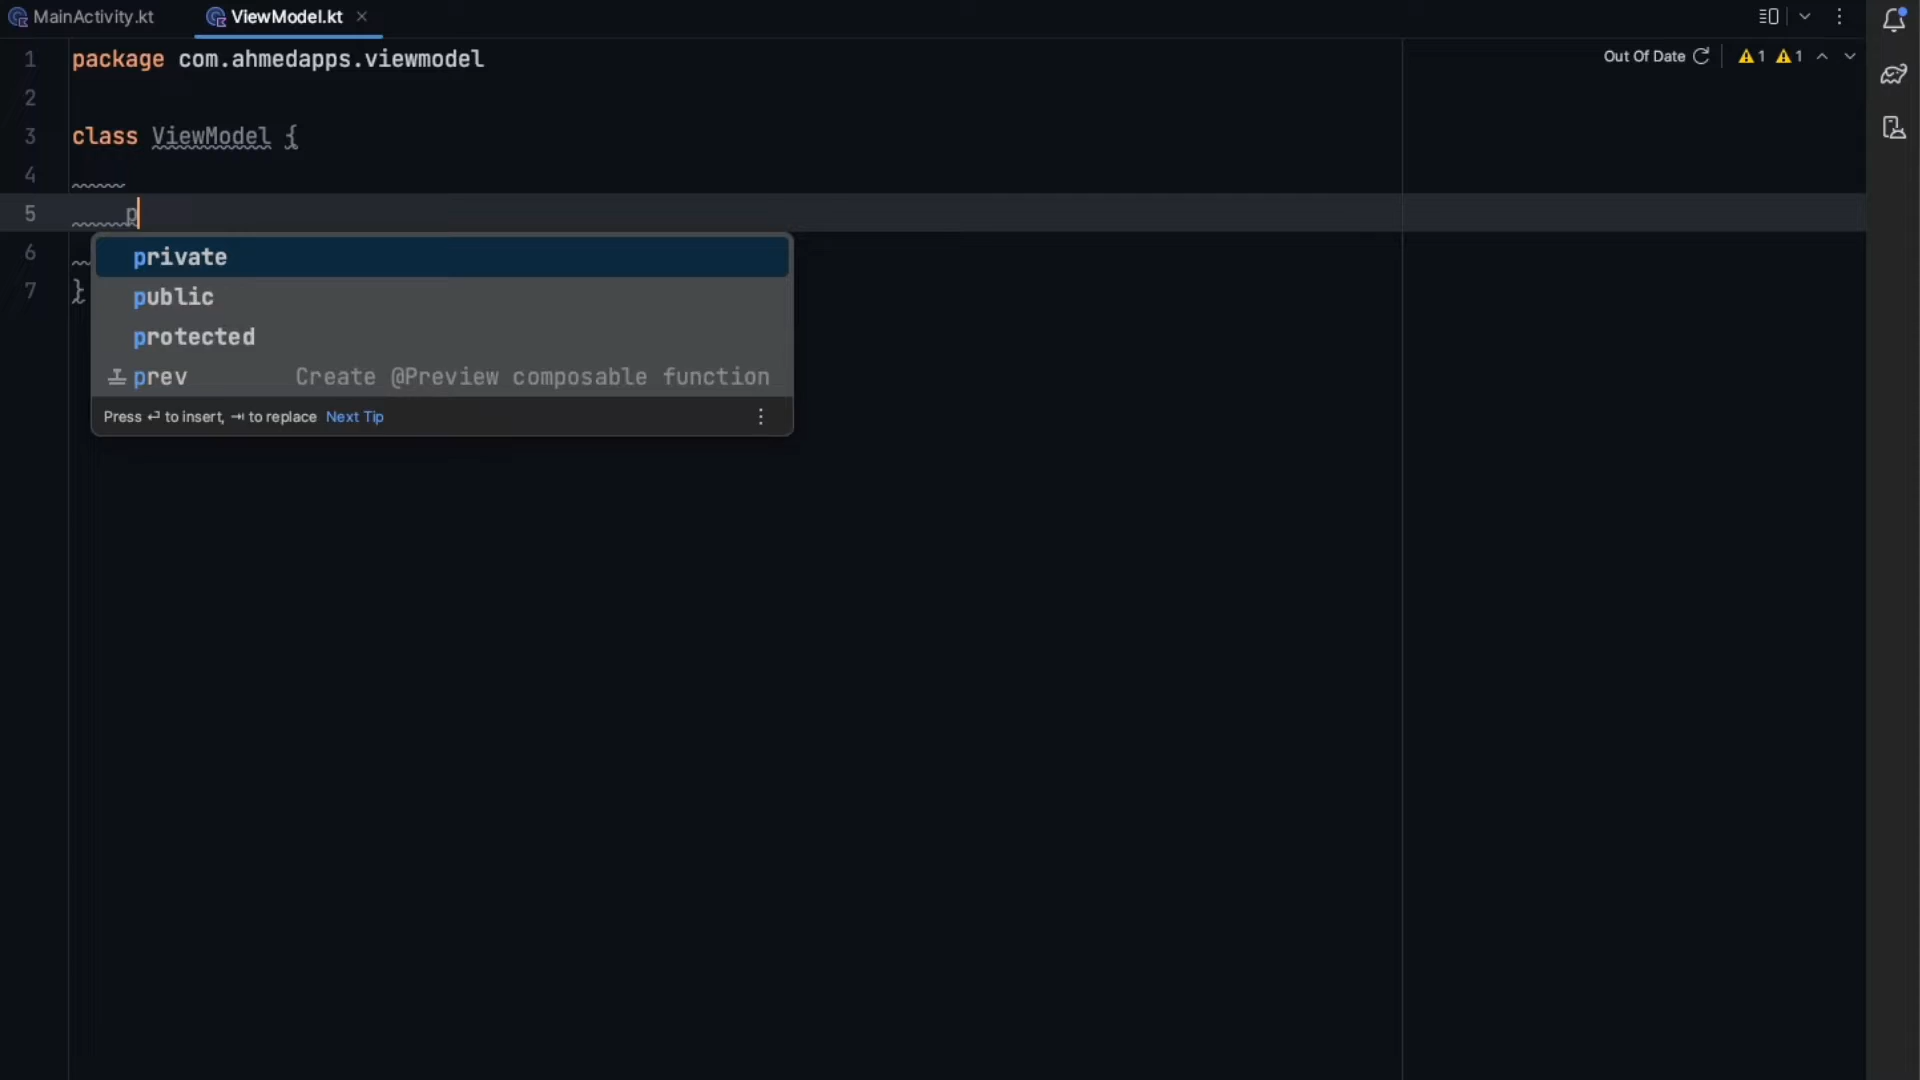 MainActivity.kt ViewModel.kt
1 package com.ahmedapps.viewmodel
Out Of Date 1 1
2
3 class ViewModel {
4
5 p
6
7 }
private
public
protected
prev Create @Preview composable function
Press ↵ to insert, ⇥ to replace Next Tip